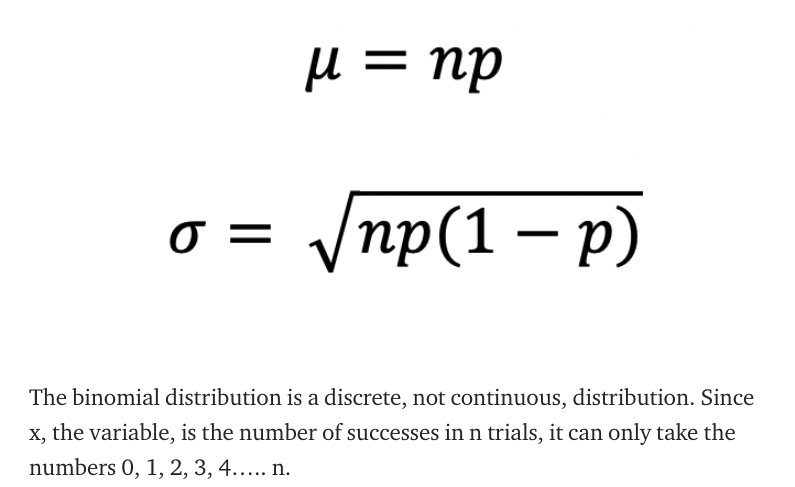 μ = np
σ = √np(1 − p)
The binomial distribution is a discrete, not continuous, distribution. Since
x, the variable, is the number of successes in n trials, it can only take the
numbers 0, 1, 2, 3, 4….. n.